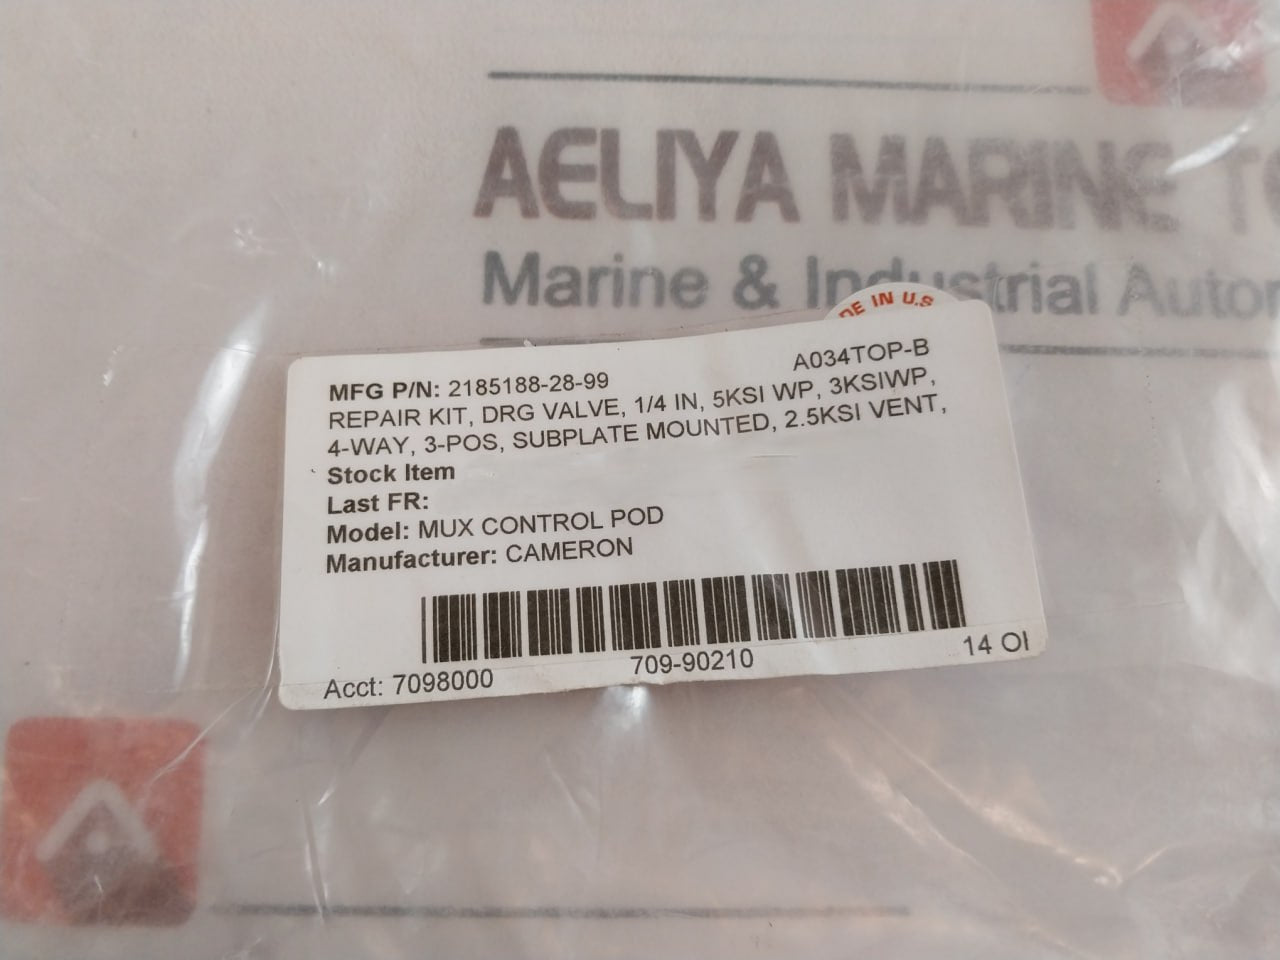 AELIYA MARINE
Marine & Industrial
IN U.S
A034TOP-B
MFG P/N: 2185188-28-99
REPAIR KIT, DRG VALVE, 1/4 IN, 5KSI WP, 3KSIWP,
4-WAY, 3-POS, SUBPLATE MOUNTED, 2.5KSI VENT,
Stock Item
Last FR:
Model: MUX CONTROL POD
Manufacturer: CAMERON
709-90210
14 OI
Acct: 7098000